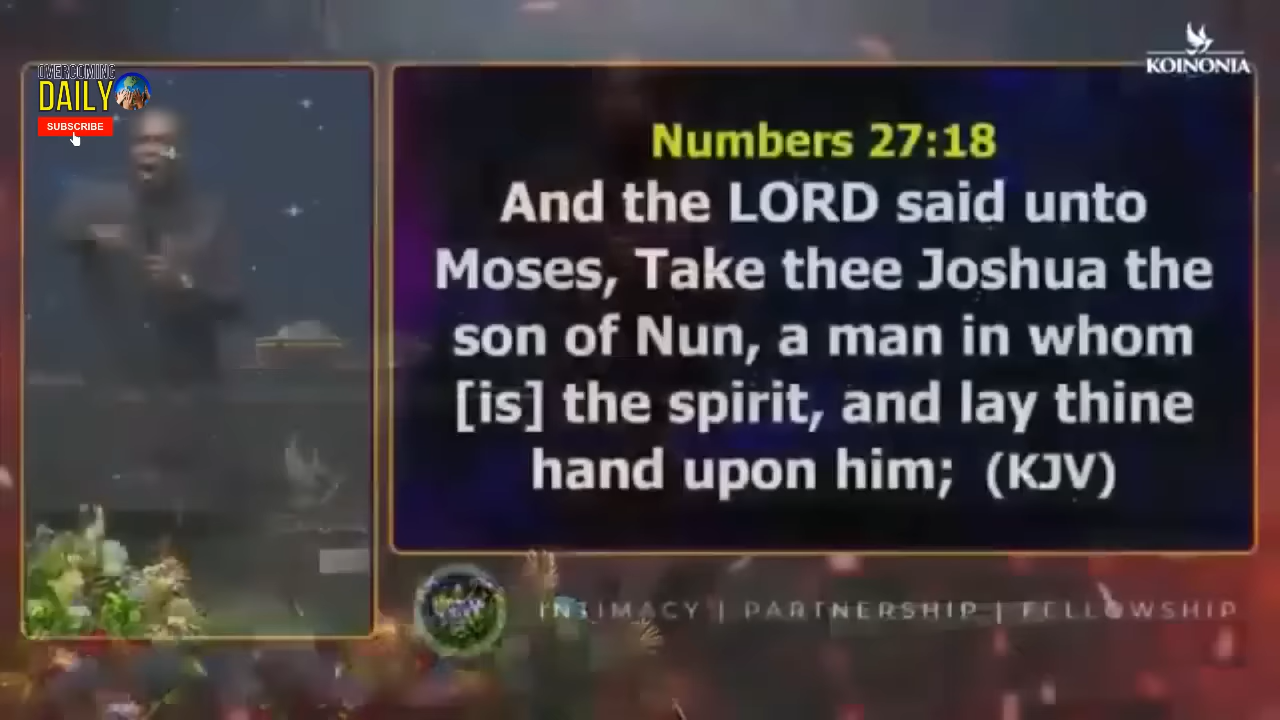 OVERCOMING
DAILY
SUBSCRIBE
KOINONIA
Numbers 27:18
And the LORD said unto
Moses, Take thee Joshua the
son of Nun, a man in whom
[is] the spirit, and lay thine
hand upon him; (KJV)
INTIMACY | PARTNERSHIP | FELLOWSHIP